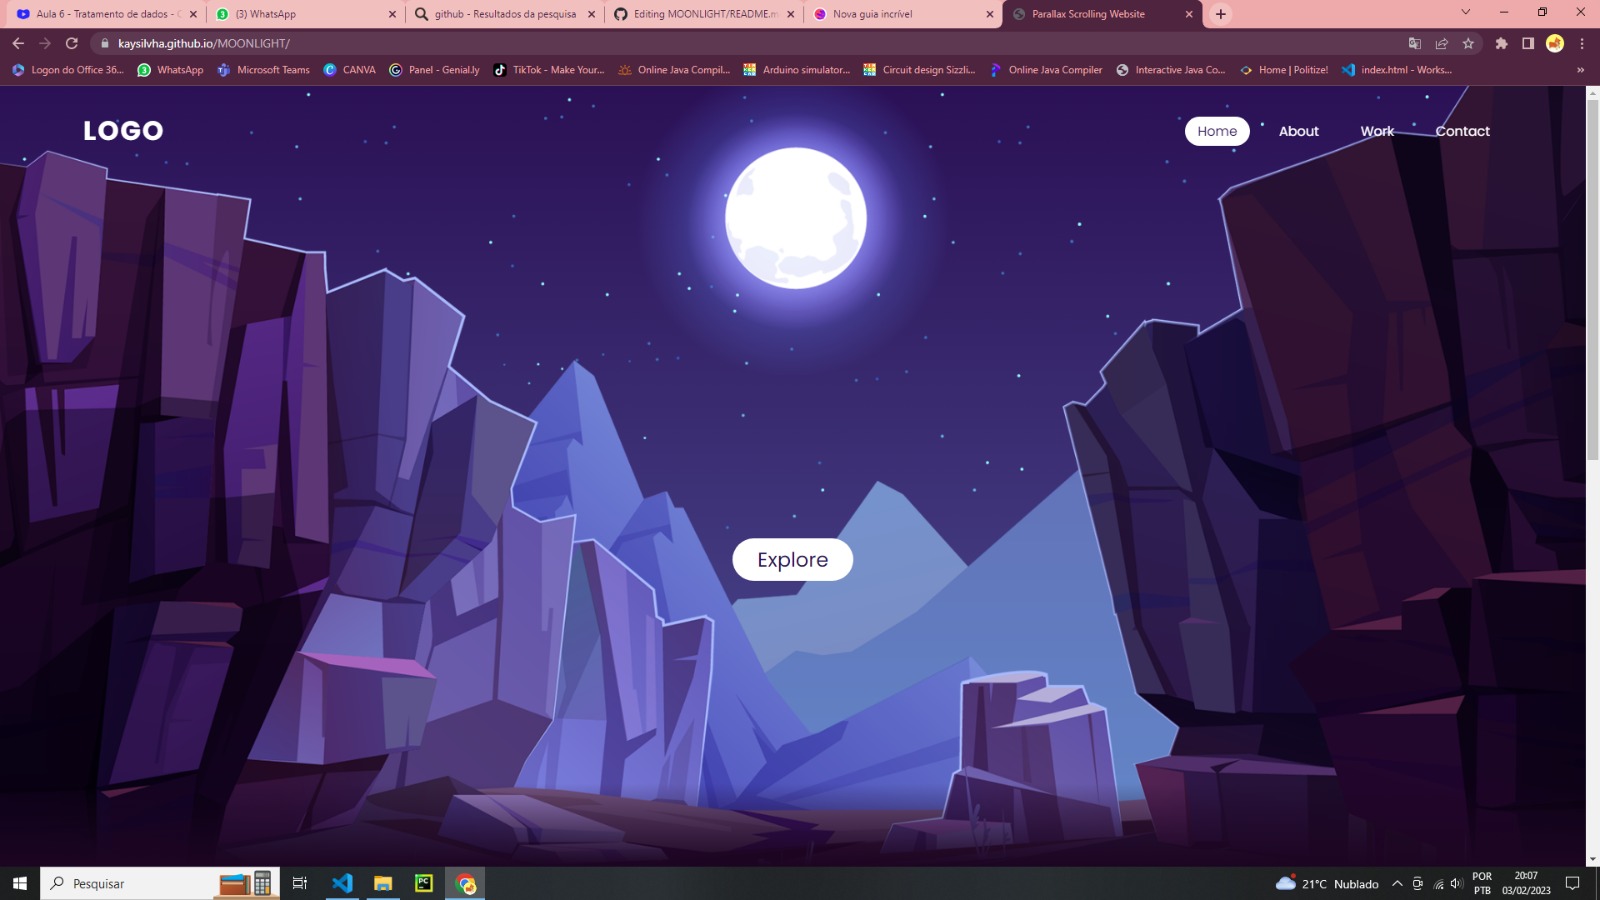 Aula 6 - Tratamento de dados - C
(3) WhatsApp
github - Resultados da pesquisa
Editing MOONLIGHT/README.m
Nova guia incrível
Parallax Scrolling Website
kaysilvha.github.io/MOONLIGHT/
Logon do Office 36...
WhatsApp
Microsoft Teams
CANVA
Panel - Genial.ly
TikTok - Make Your...
Online Java Compil...
Arduino simulator...
Circuit design Sizzli...
Online Java Compiler
Interactive Java Co...
Home | Politize!
index.html - Works...
LOGO
Home
About
Work
Contact
Explore
Pesquisar
21°C Nublado
POR
PTB
20:07
03/02/2023